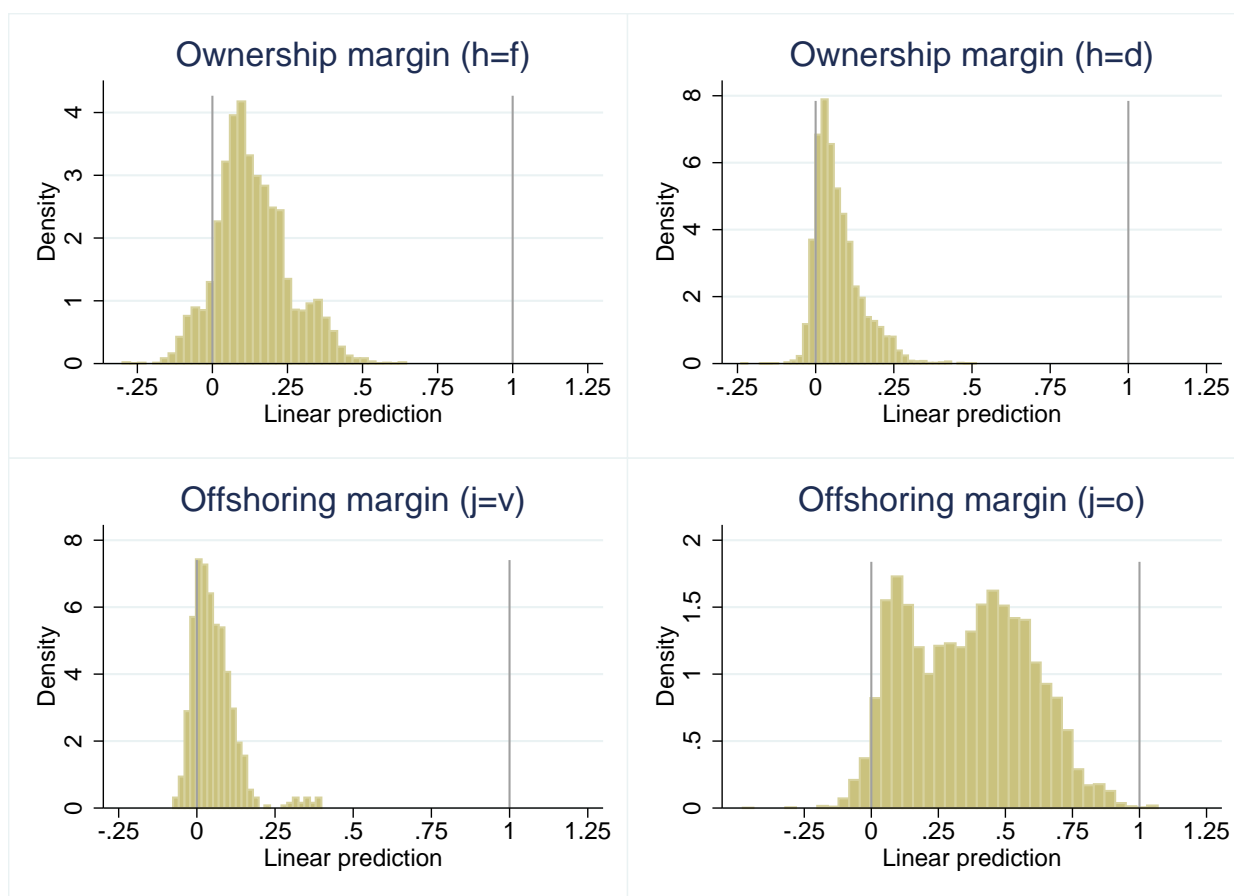 Ownership margin (h=f)
Density
4
3
2
1
0
-.25 0 .25 .75 1 1.25
Linear prediction
Ownership margin (h=d)
Density
8
6
4
2
0
-.25 0 .25 .75 1 1.25
Linear prediction
Offshoring margin (j=v)
Density
8
6
4
2
0
-.25 0 .25 .75 1 1.25
Linear prediction
Offshoring margin (j=o)
Density
2
1.5
1
.5
0
-.25 0 .25 .5 .75 1 1.25
Linear prediction